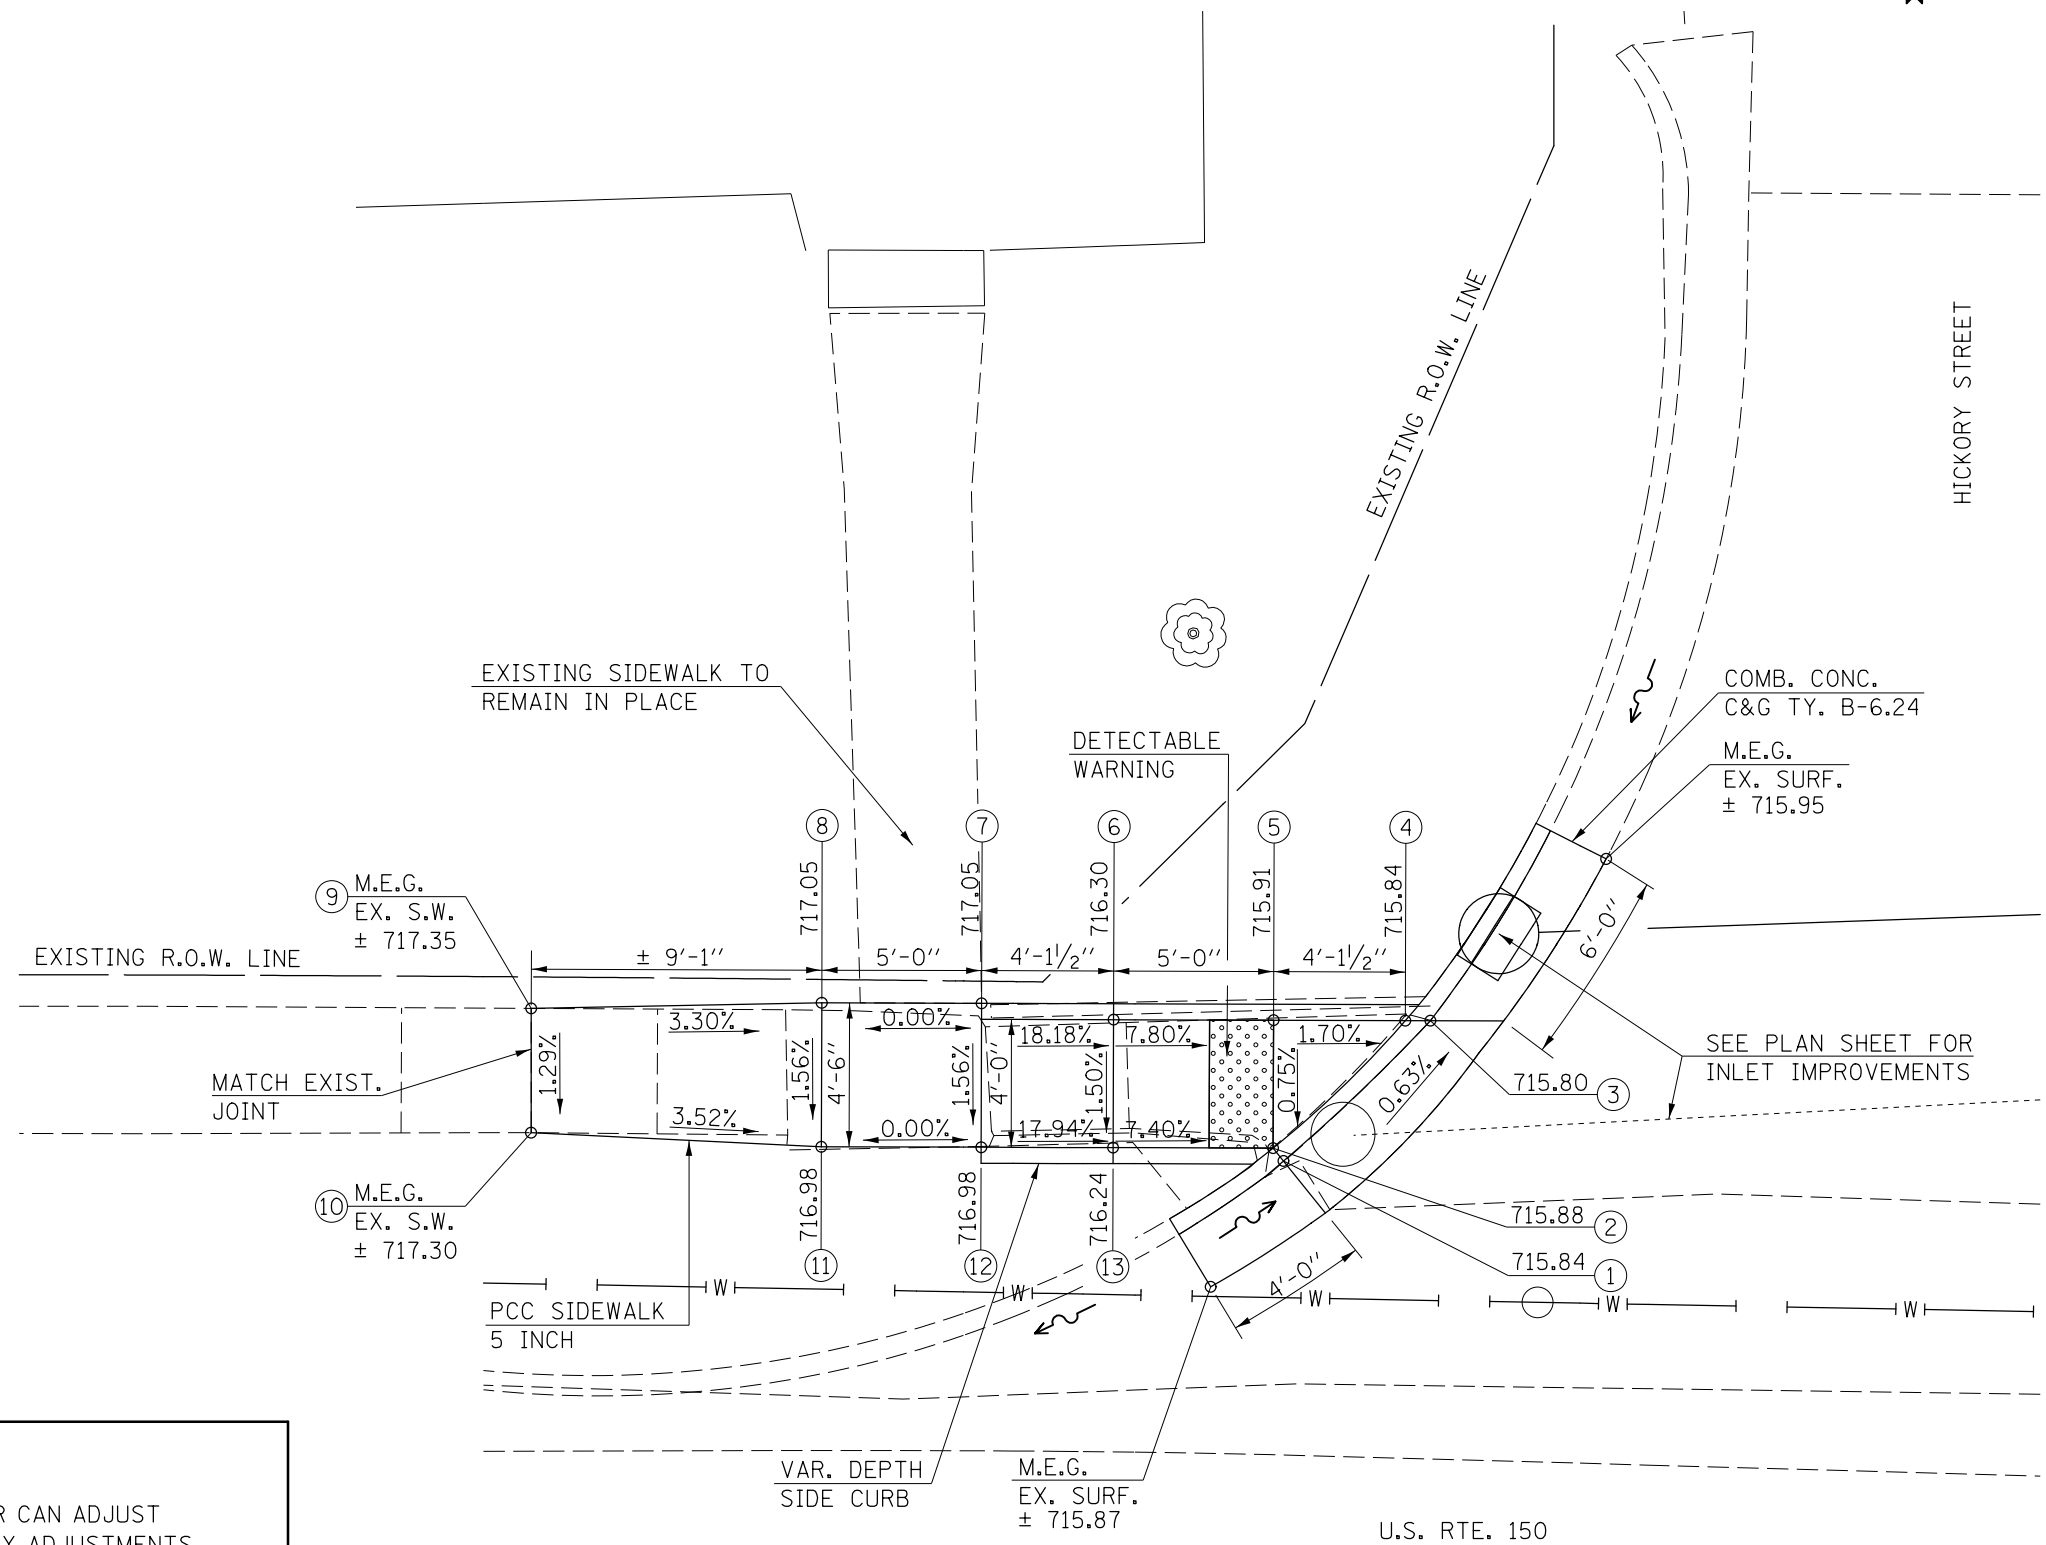 HICKORY STREET
EXISTING R.O.W. LINE
EXISTING SIDEWALK TO
REMAIN IN PLACE
DETECTABLE
WARNING
COMB. CONC.
C&G TY. B-6.24
M.E.G.
EX. SURF.
± 715.95
8
7
6
5
4
717.05
717.05
716.30
715.91
715.84
9
M.E.G.
EX. S.W.
± 717.35
EXISTING R.O.W. LINE
± 9'-1"
5'-0"
4'-1 1/2"
5'-0"
4'-1 1/2"
6'-0"
3.30%
0.00%
18.18%
7.80%
1.70%
1.29%
1.56%
4'-6"
1.56%
4'-0"
1.50%
0.75%
0.63%
SEE PLAN SHEET FOR
INLET IMPROVEMENTS
MATCH EXIST.
JOINT
715.80
3
3.52%
0.00%
17.94%
7.40%
10
M.E.G.
EX. S.W.
± 717.30
716.98
716.98
716.24
11
12
13
715.88
2
715.84
1
4'-0"
W
W
W
W
W
PCC SIDEWALK
5 INCH
VAR. DEPTH
SIDE CURB
M.E.G.
EX. SURF.
± 715.87
R CAN ADJUST
Y ADJUSTMENTS
U.S. RTE. 150